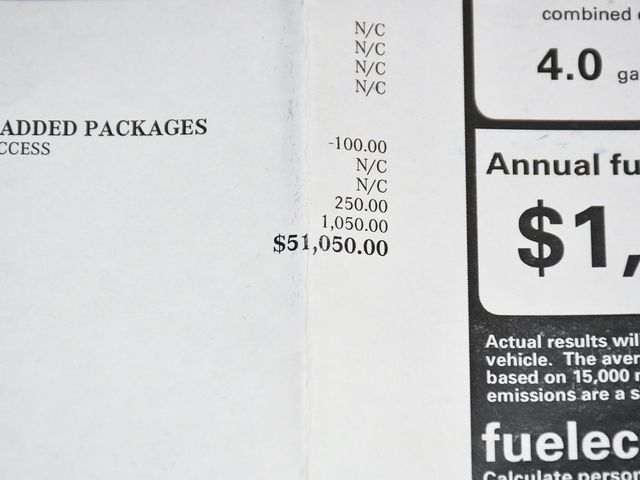 N/C
N/C
N/C
N/C
ADDED PACKAGES
CCESS
-100.00
N/C
N/C
250.00
1,050.00
$51,050.00
combined
4.0 ga
Annual fu
$1,
Actual results wil
vehicle. The aver
based on 15,000
emissions are a s
fuelec
Calculate person